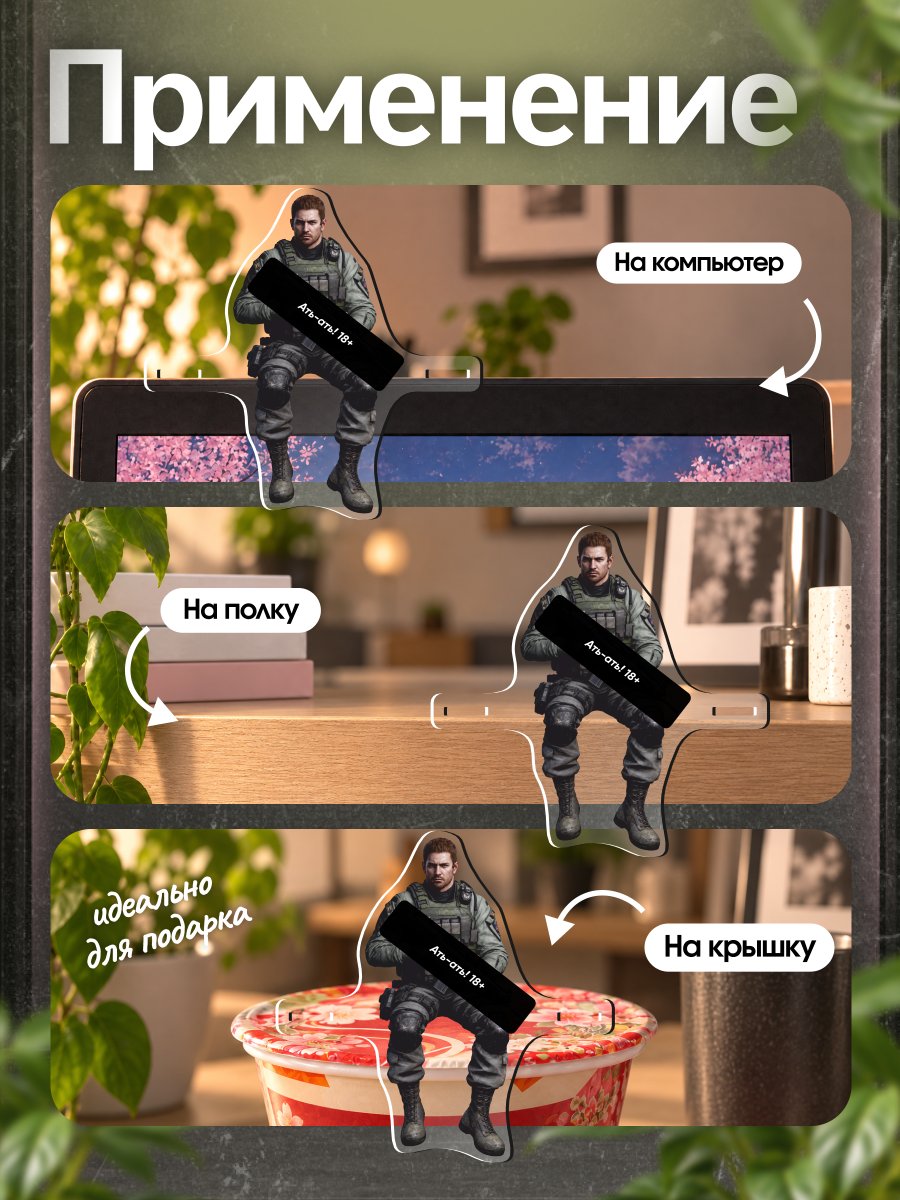 Применение
На компьютер
Ать-ать! 18+
На полку
Ать-ать! 18+
идеально
для подарка
Ать-ать! 18+
На крышку